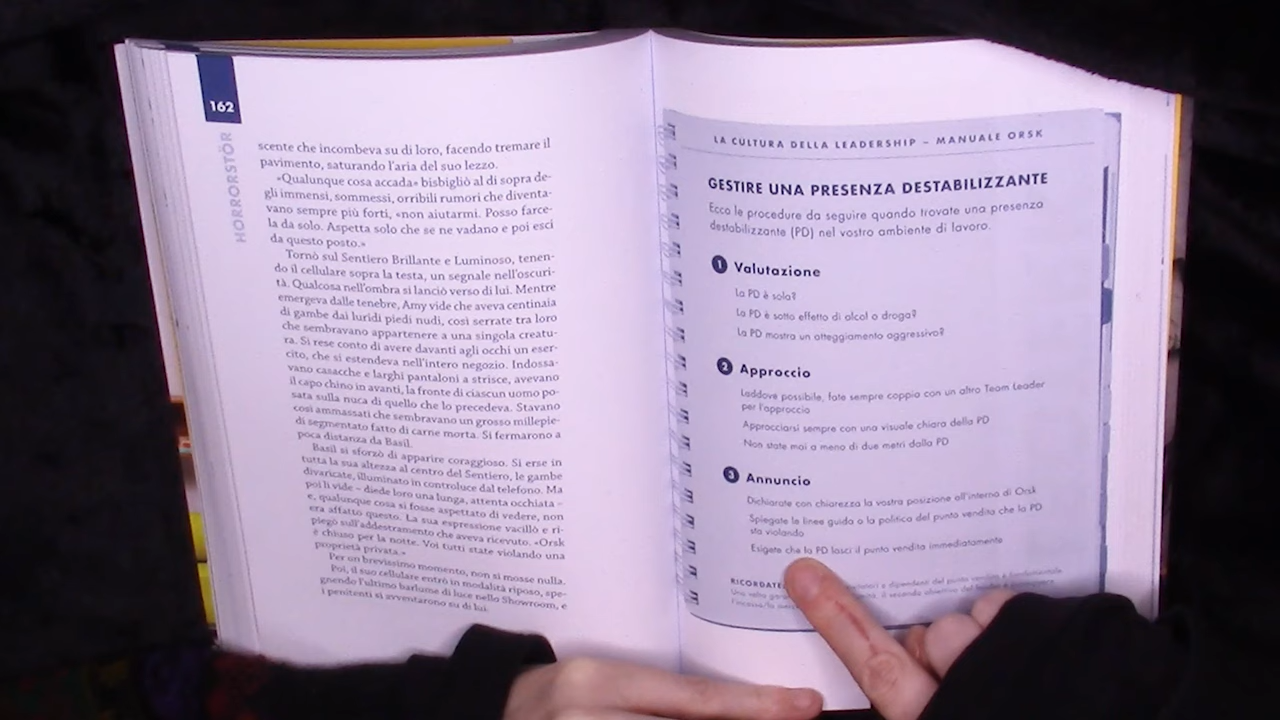 162
HORRORSTÖR
scente che incombeva su di loro, facendo tremare il
pavimento, saturando l'aria del suo lezzo.
«Qualunque cosa accada» bisbigliò al di sopra de-
gli immensi, sommessi, orribili rumori che diventa-
vano sempre più forti, «non aiutarmi. Posso farce-
la da solo. Aspetta solo che se ne vadano e poi esci
da questo posto.»
Tornò sul Sentiero Brillante e Luminoso, tenen-
do il cellulare sopra la testa, un segnale nell'oscuri-
tà. Qualcosa nell'ombra si lanciò verso di lui. Mentre
emergeva dalle tenebre, Amy vide che aveva centinaia
di gambe dai luridi piedi nudi, così serrate tra loro
che sembravano appartenere a una singola creatu-
ra. Si rese conto di avere davanti agli occhi un eser-
cito, che si estendeva nell'intero negozio. Indossa-
vano casacche e larghi pantaloni a strisce, avevano
il capo chino in avanti, la fronte di ciascun uomo po-
sata sulla nuca di quello che lo precedeva. Stavano
così ammassati che sembravano un grosso millepie-
di segmentato fatto di carne morta. Si fermarono a
poca distanza da Basil.
Basil si sforzò di apparire coraggioso. Si erse in
tutta la sua altezza al centro del Sentiero, le gambe
divaricate, illuminato in controluce dal telefono. Ma
poi li vide – diede loro una lunga, attenta occhiata –
e, qualunque cosa si fosse aspettato di vedere, non
era affatto questo. La sua espressione vacillò e ri-
piegò sull'addestramento che aveva ricevuto. «Orsk
è chiuso per la notte. Voi tutti state violando una
proprietà privata.»
Per un brevissimo momento, non si mosse nulla.
Poi, il suo cellulare entrò in modalità riposo, spe-
gnendo l'ultimo barlume di luce nello Showroom, e
i penitenti si avventarono su di lui.
LA CULTURA DELLA LEADERSHIP – MANUALE ORSK
GESTIRE UNA PRESENZA DESTABILIZZANTE
Ecco le procedure da seguire quando trovate una presenza
destabilizzante (PD) nel vostro ambiente di lavoro.
1 Valutazione
La PD è sola?
La PD è sotto effetto di alcol o droga?
La PD mostra un atteggiamento aggressivo?
2 Approccio
Laddove possibile, fate sempre coppia con un altro Team Leader
per l'approccio
Approcciarsi sempre con una visuale chiara della PD
Non state mai a meno di due metri dalla PD
3 Annuncio
Dichiarate con chiarezza la vostra posizione all'interno di Orsk
Spiegate la linee guida o la politica del punto vendita che la PD
sta violando
Esigete che la PD lasci il punto vendita immediatamente
RICORDATE e dipendenti del punto vendita è fondamentale.
Una volta il secondo obiettivo del leader è
l'incasso/la